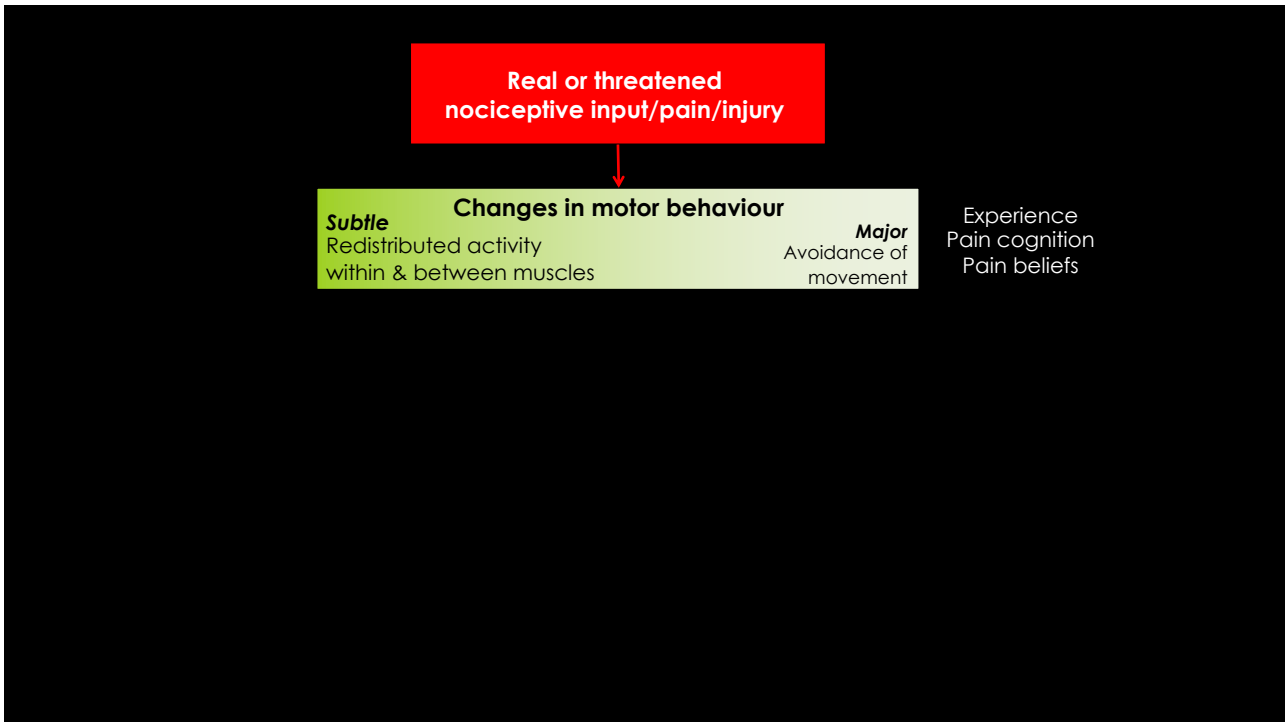 Real or threatened
nociceptive input/pain/injury
Changes in motor behaviour
Subtle
Redistributed activity
within & between muscles
Major
Avoidance of
movement
Experience
Pain cognition
Pain beliefs